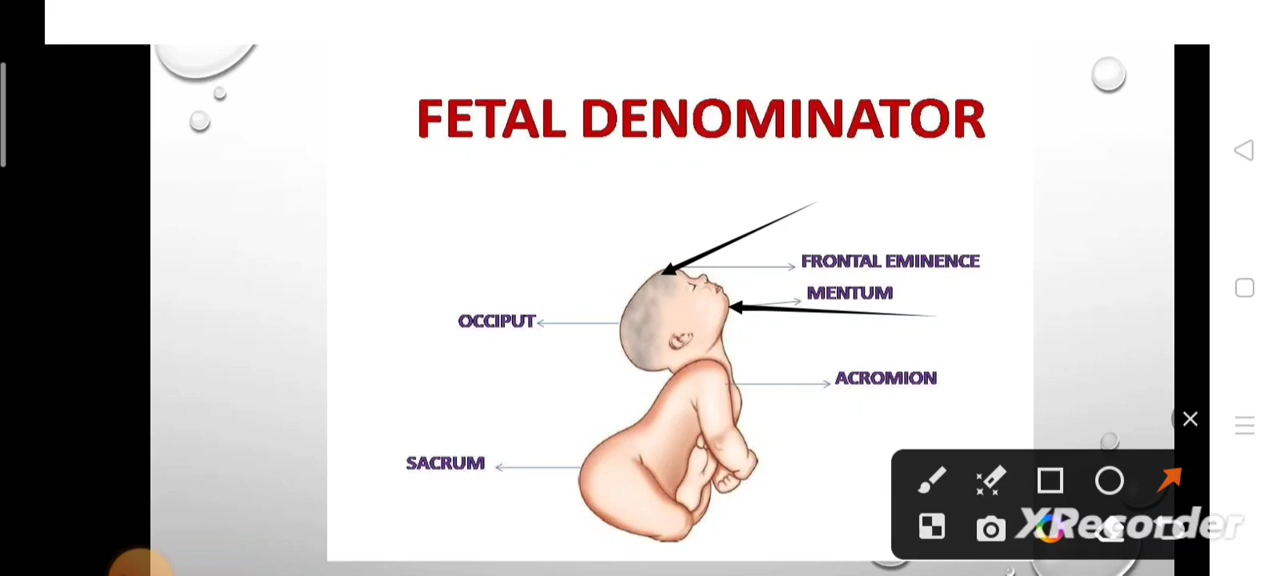 FETAL DENOMINATOR
FRONTAL EMINENCE
MENTUM
OCCIPUT
ACROMION
SACRUM
XRecorder